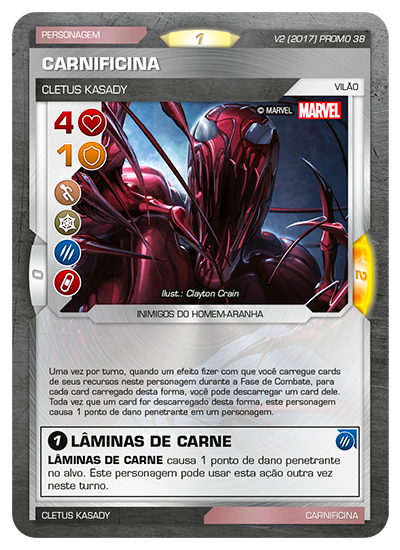 PERSONAGEM
1
V2 (2017) PROMO 38
CARNIFICINA
CLETUS KASADY
VILÃO
© MARVEL MARVEL
4
1
0
2
Ilust.: Clayton Crain
INIMIGOS DO HOMEM-ARANHA
Uma vez por turno, quando um efeito fizer com que você carregue cards
de seus recursos neste personagem durante a Fase de Combate, para
cada card carregado desta forma, você pode descarregar um card dele.
Toda vez que um card for descarregado desta forma, este personagem
causa 1 ponto de dano penetrante em um personagem.
1 LÂMINAS DE CARNE
LÂMINAS DE CARNE causa 1 ponto de dano penetrante
no alvo. Este personagem pode usar esta ação outra vez
neste turno.
CLETUS KASADY
CARNIFICINA